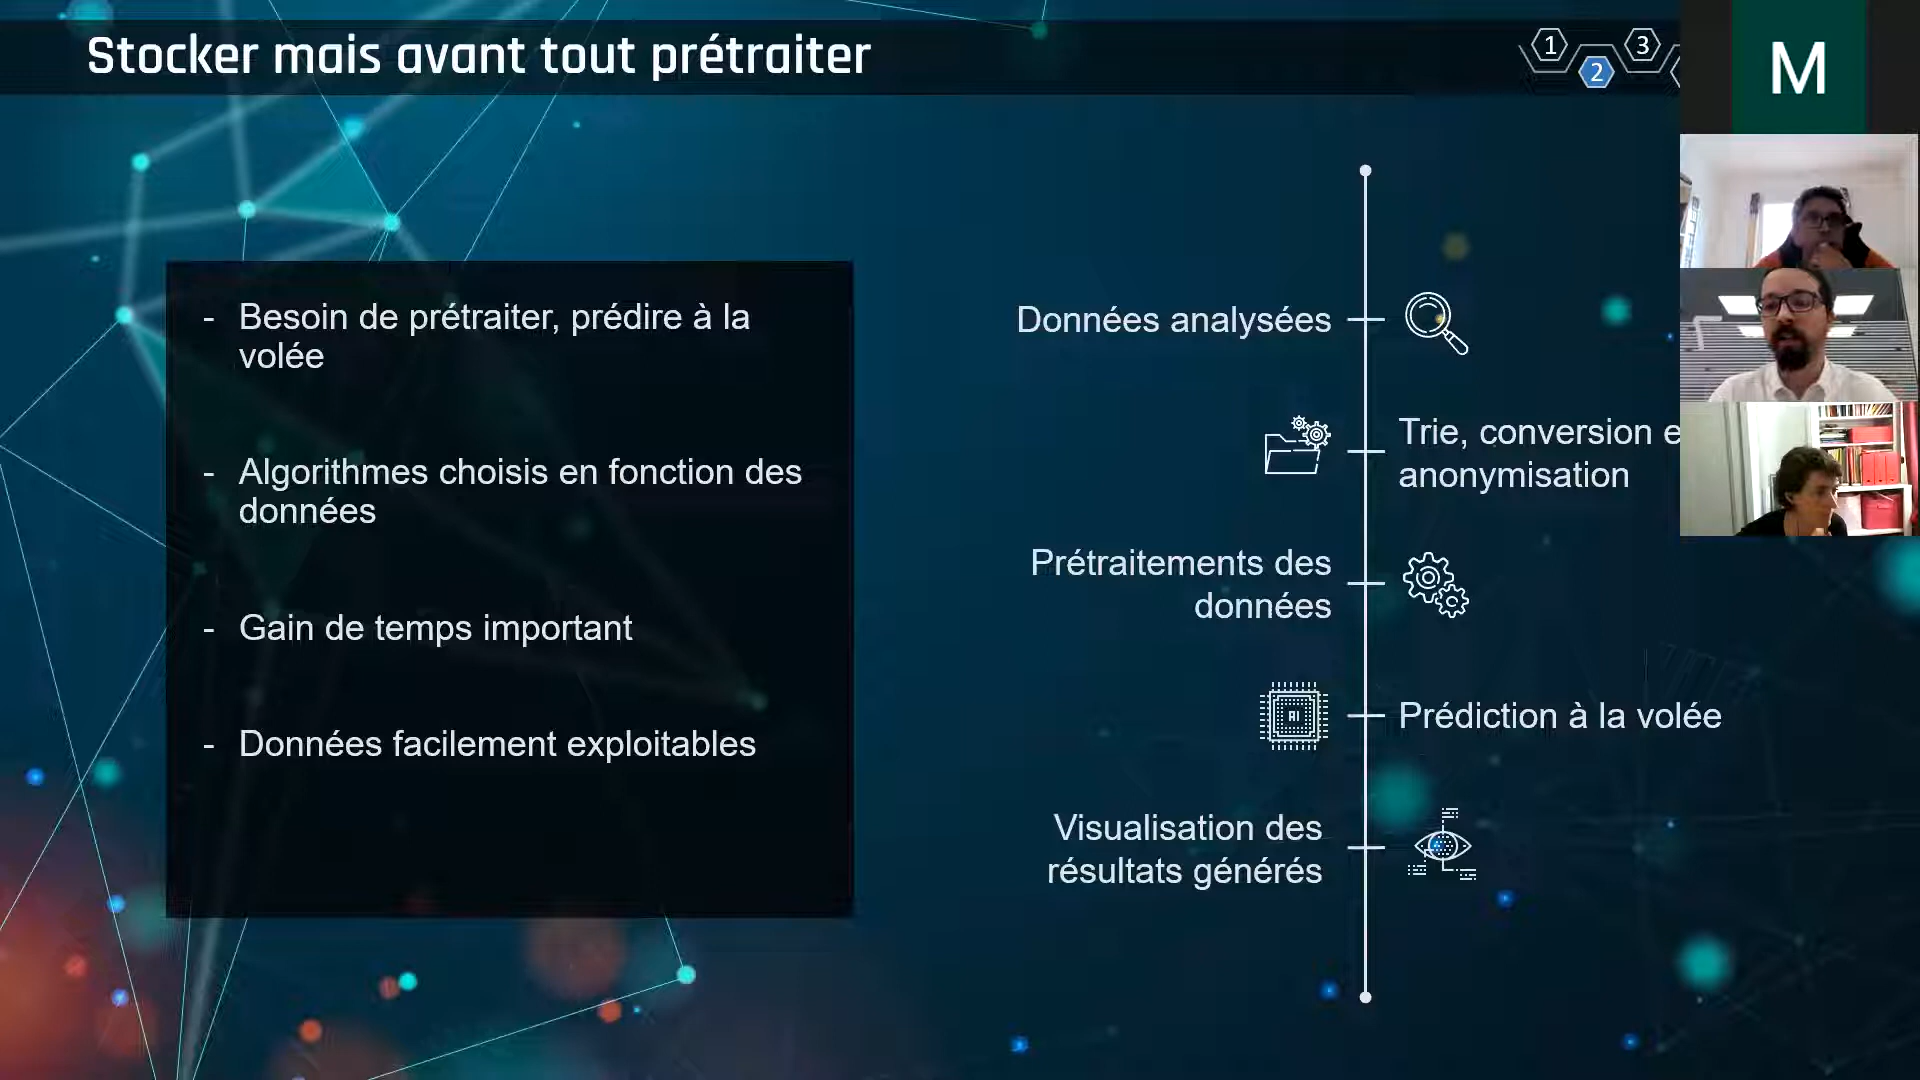 Stocker mais avant tout prétraiter
1
2
3
M
- Besoin de prétraiter, prédire à la
volée
- Algorithmes choisis en fonction des
données
- Gain de temps important
- Données facilement exploitables
Données analysées
Trie, conversion e
anonymisation
Prétraitements des
données
AI
Prédiction à la volée
Visualisation des
résultats générés